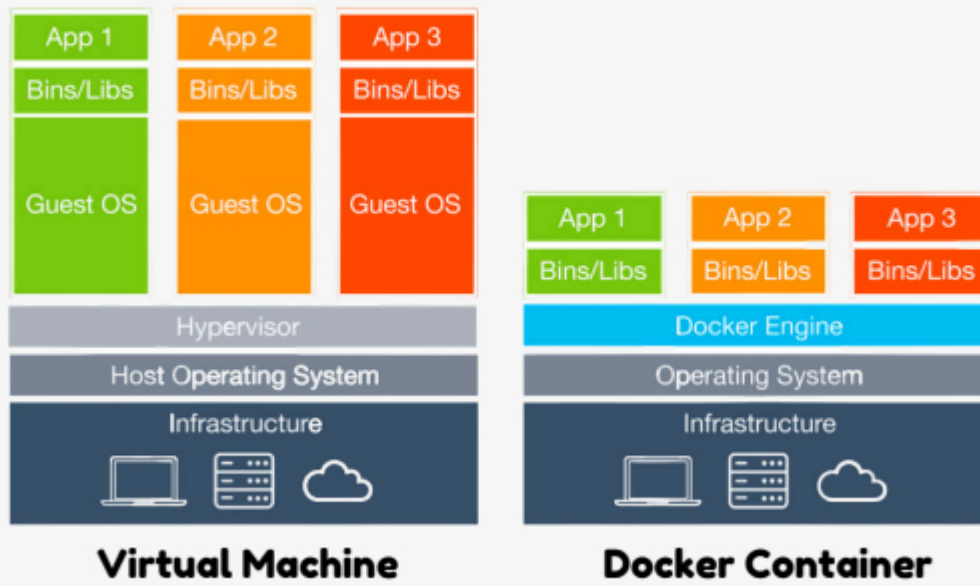 App 1 App 2 App 3
Bins/Libs Bins/Libs Bins/Libs
Guest OS Guest OS Guest OS
Hypervisor
Host Operating System
Infrastructure
Virtual Machine
App 1 App 2 App 3
Bins/Libs Bins/Libs Bins/Libs
Docker Engine
Operating System
Infrastructure
Docker Container